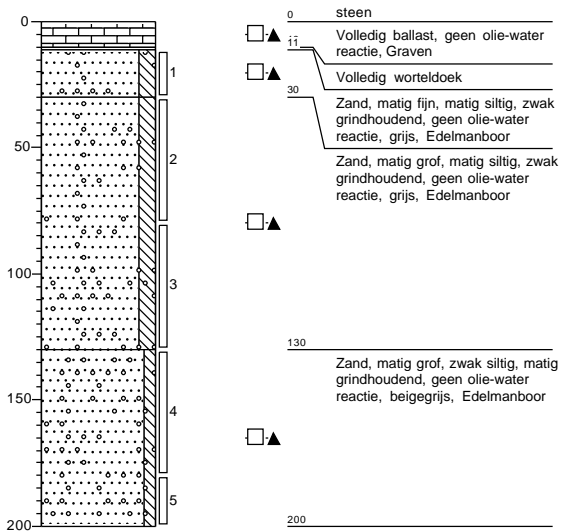 0
50
100
150
200
1
2
3
4
5
0 steen
Volledig ballast, geen olie-water
reactie, Graven
11
Volledig worteldoek
30
Zand, matig fijn, matig siltig, zwak
grindhoudend, geen olie-water
reactie, grijs, Edelmanboor
Zand, matig grof, matig siltig, zwak
grindhoudend, geen olie-water
reactie, grijs, Edelmanboor
130
Zand, matig grof, zwak siltig, matig
grindhoudend, geen olie-water
reactie, beigegrijs, Edelmanboor
200